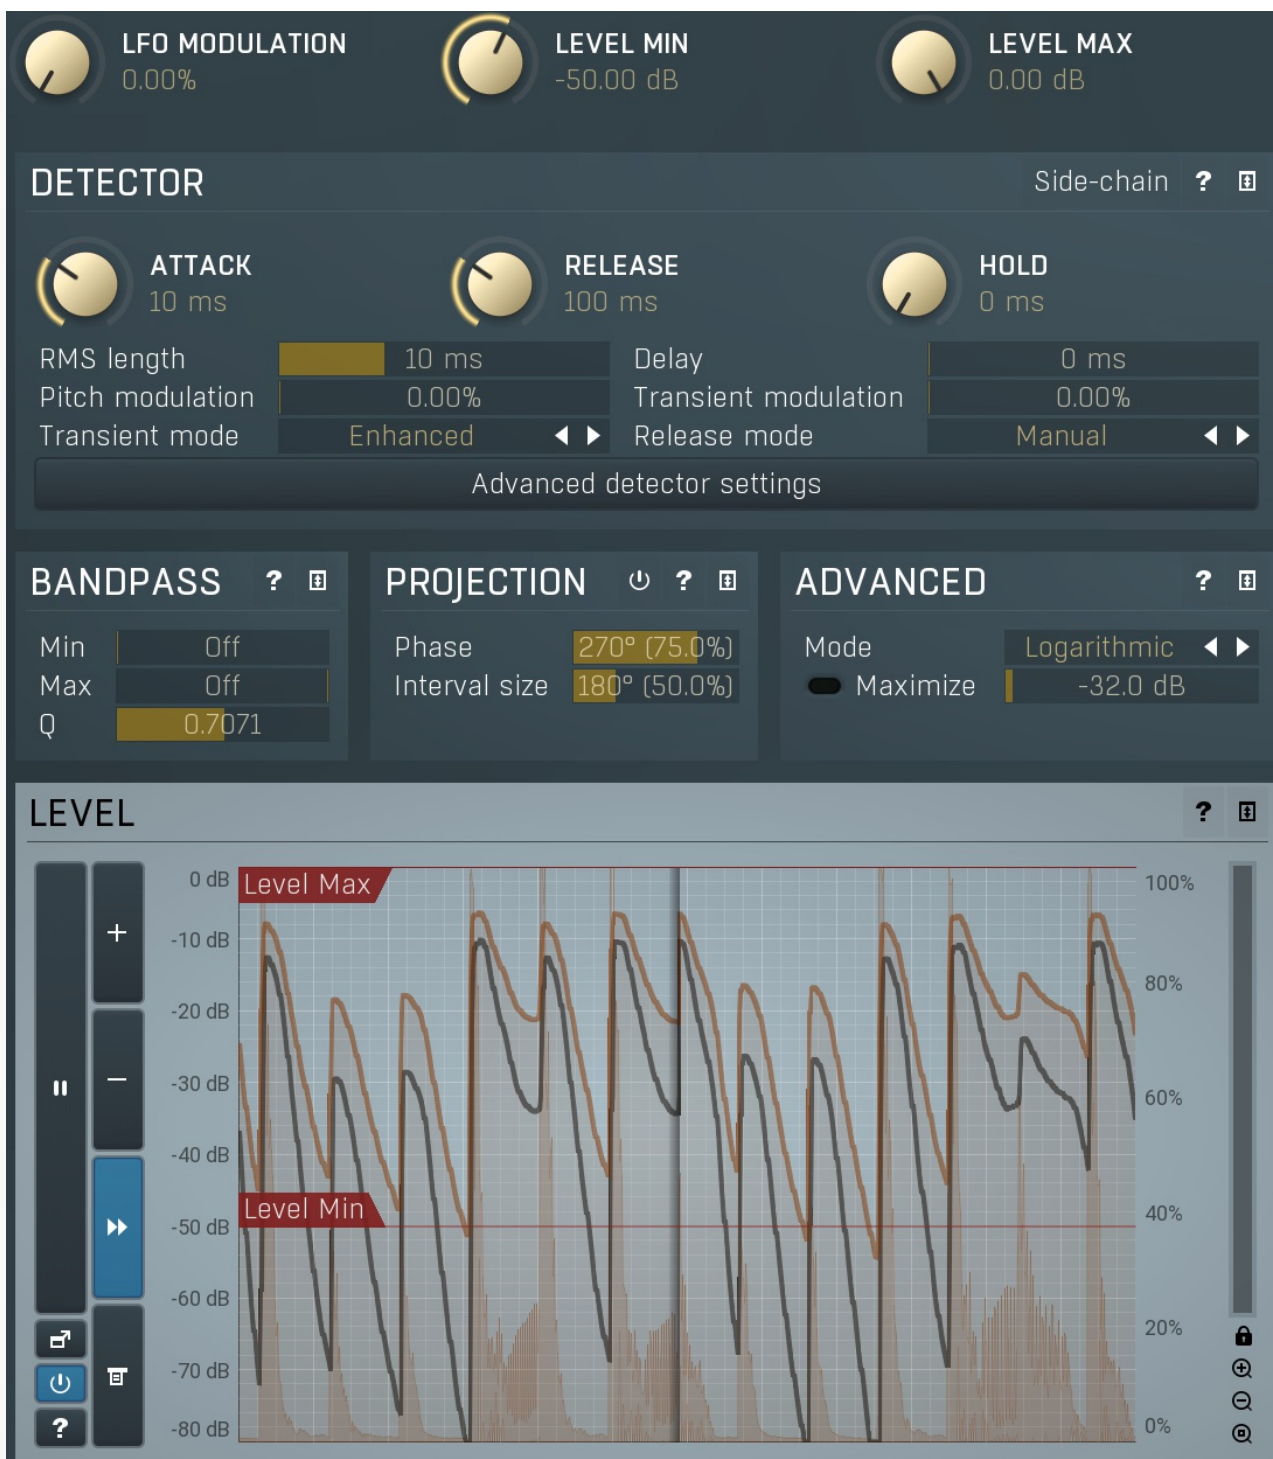 LFO MODULATION LEVEL MIN LEVEL MAX
0.00% -50.00 dB 0.00 dB
DETECTOR Side-chain ?
ATTACK RELEASE HOLD
10 ms 100 ms 0 ms
RMS length 10 ms Delay 0 ms
Pitch modulation 0.00% Transient modulation 0.00%
Transient mode Enhanced Release mode Manual
Advanced detector settings
BANDPASS ? PROJECTION ? ADVANCED ?
Min Off Phase 270° (75.0%) Mode Logarithmic
Max Off Interval size 180° (50.0%) Maximize -32.0 dB
Q 0.7071
LEVEL ?
0 dB Level Max 100%
-10 dB
80%
-20 dB
-30 dB
60%
-40 dB
Level Min
-50 dB 40%
-60 dB
20%
-70 dB
-80 dB 0%
?